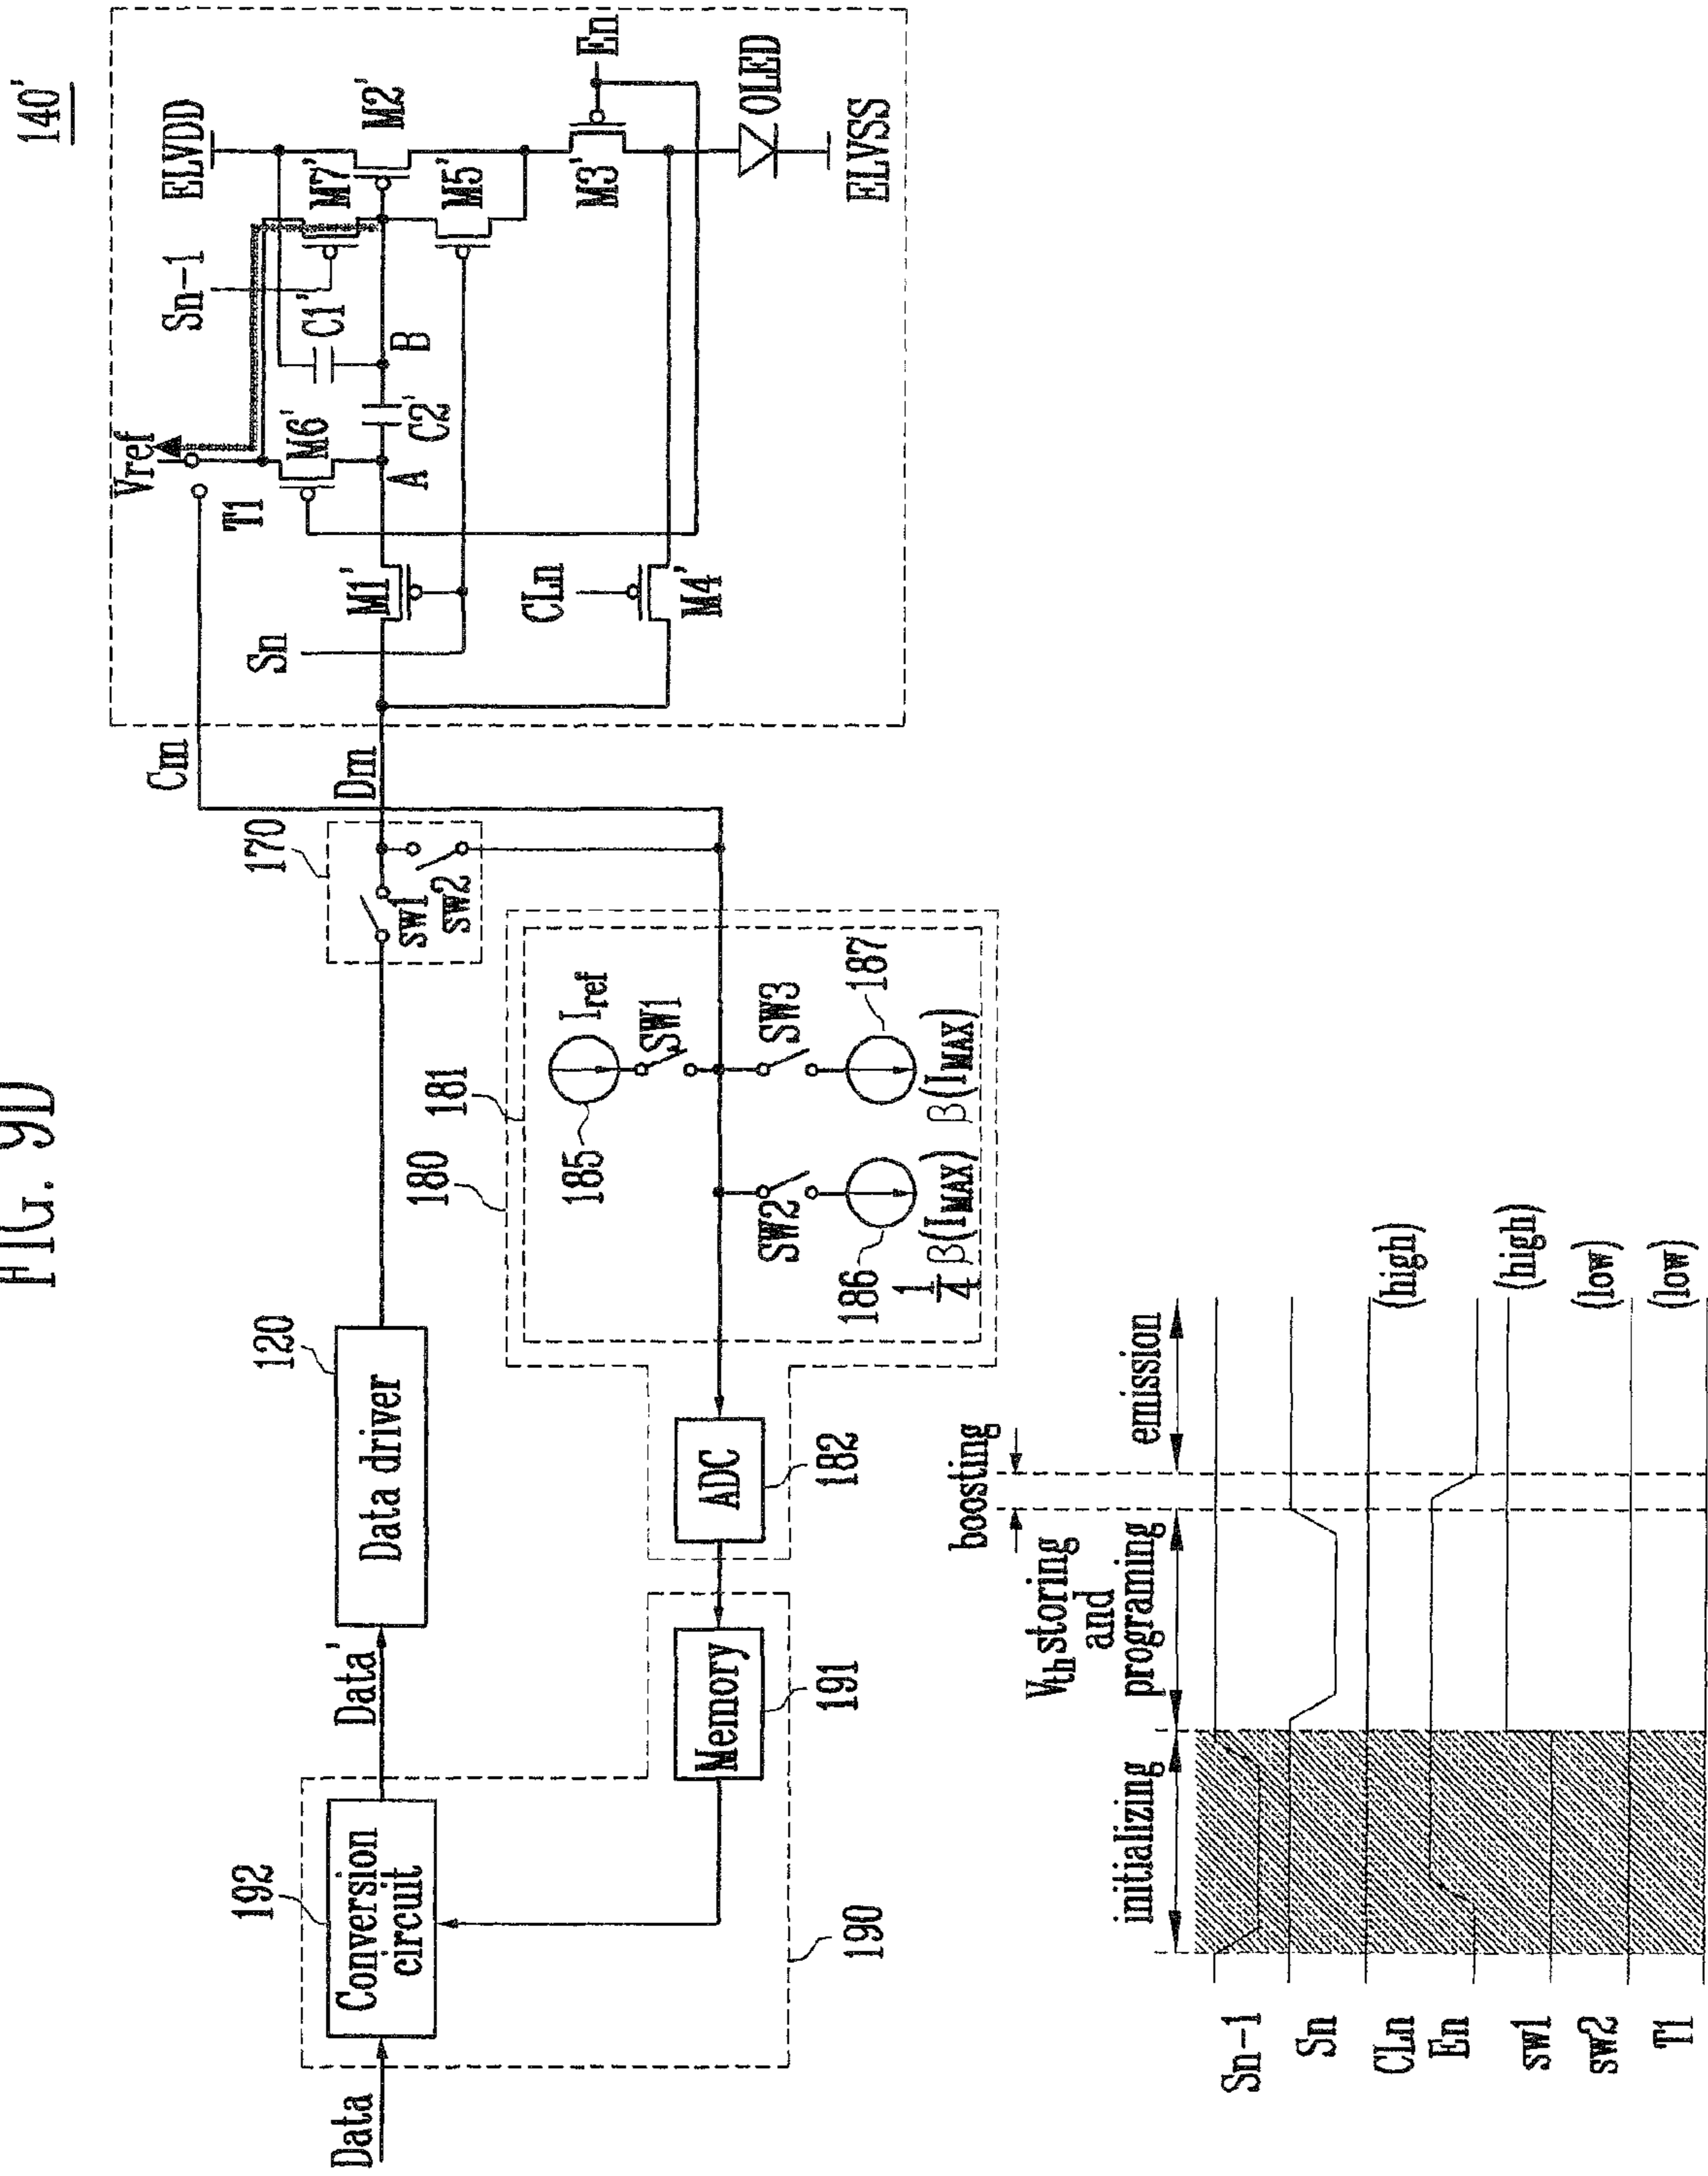 FIG. 9D
140'
Data
192
Conversion
circuit
Data'
120
Data driver
170
sw1
sw2
Cm
Dm
Vref
T1
Sn
M1'
M6'
A
C2'
B
C1'
Sn-1
M7'
ELVDD
M2'
M5'
M3'
En
CLn
M4'
OLED
ELVSS
190
Memory
191
ADC
182
180
181
185
Iref
SW1
SW2
SW3
186
187
1/4 β(IMAX)
β(IMAX)
initializing
Vth storing
and
programing
boosting
emission
Sn-1
Sn
CLn
(high)
En
sw1
(high)
sw2
(low)
T1
(low)